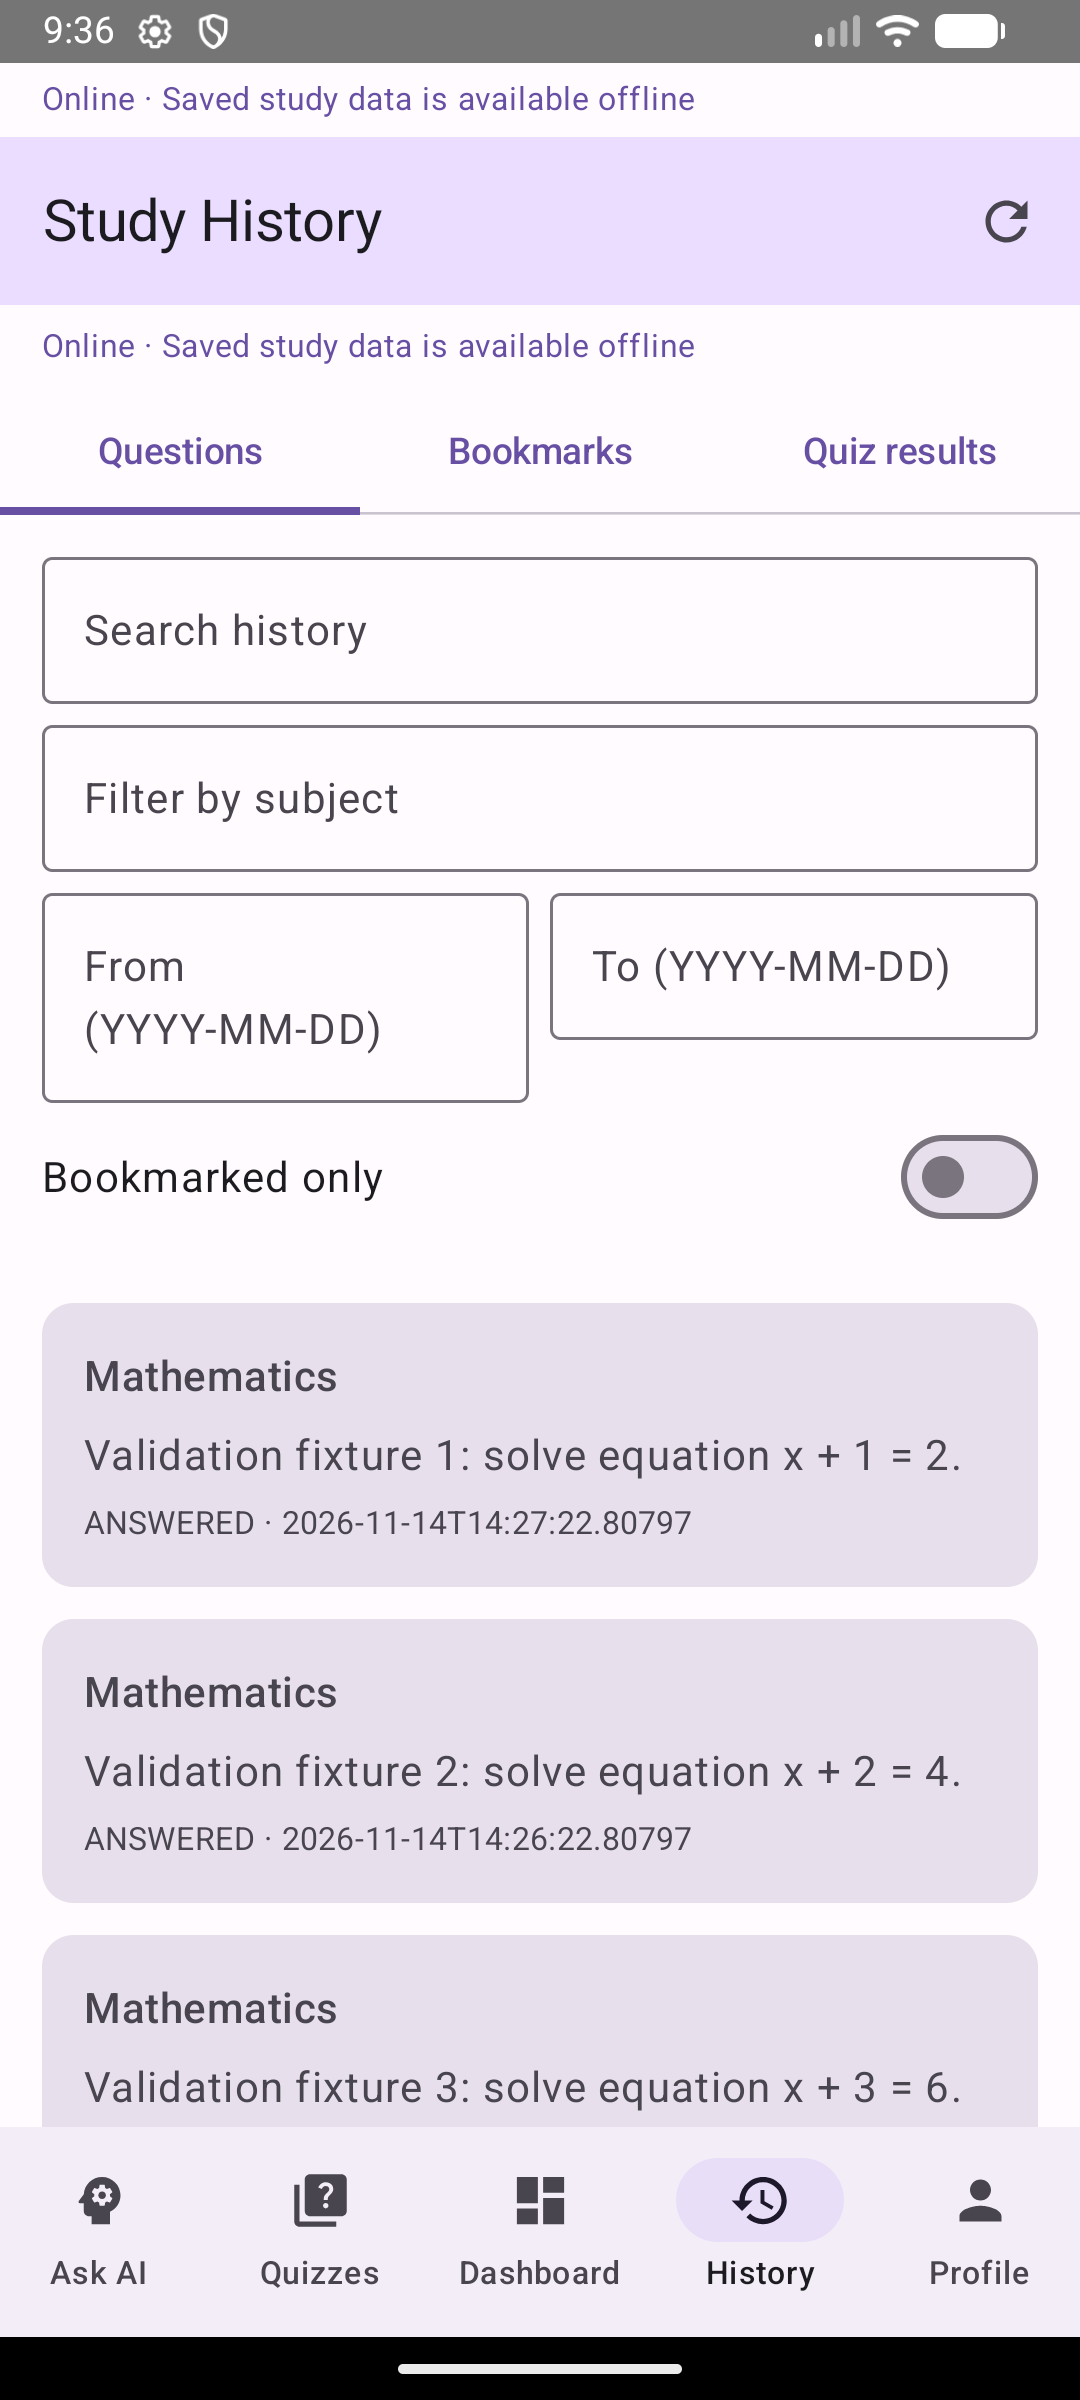 9:36
Online · Saved study data is available offline
Study History
Online · Saved study data is available offline
Questions
Bookmarks
Quiz results
Search history
Filter by subject
From
(YYYY-MM-DD)
To (YYYY-MM-DD)
Bookmarked only
Mathematics
Validation fixture 1: solve equation x + 1 = 2.
ANSWERED · 2026-11-14T14:27:22.80797
Mathematics
Validation fixture 2: solve equation x + 2 = 4.
ANSWERED · 2026-11-14T14:26:22.80797
Mathematics
Validation fixture 3: solve equation x + 3 = 6.
Ask AI
Quizzes
Dashboard
History
Profile